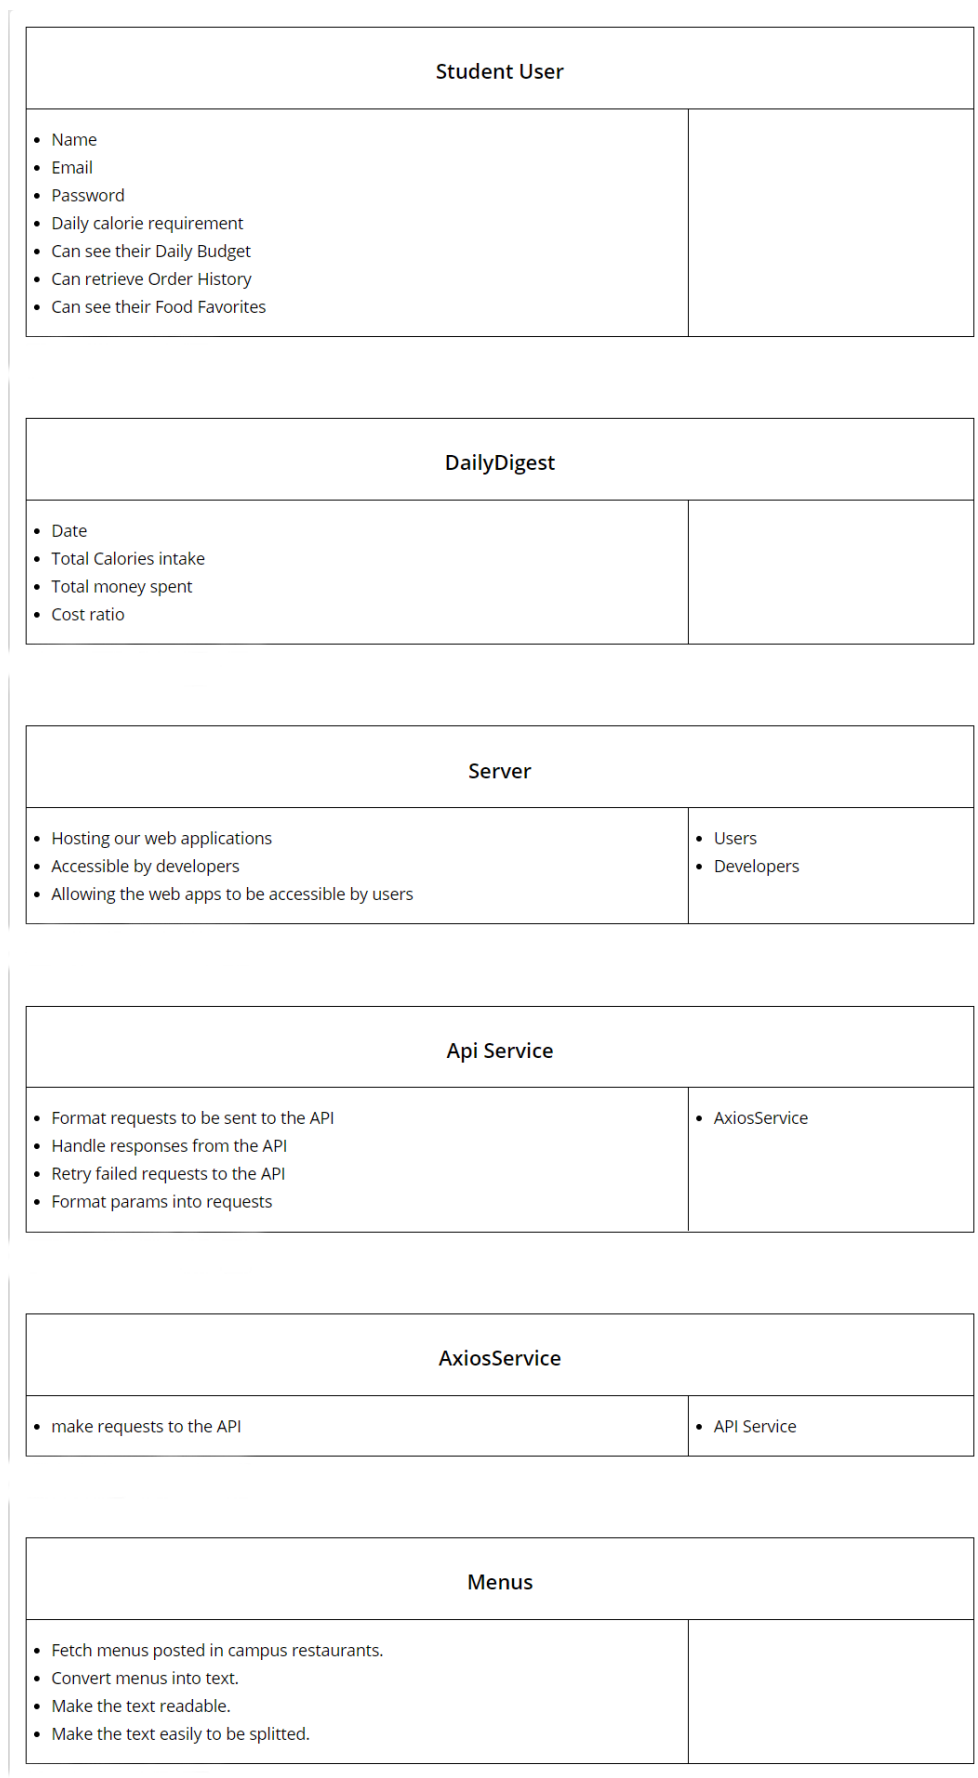 Student User
Name
Email
Password
Daily calorie requirement
Can see their Daily Budget
Can retrieve Order History
Can see their Food Favorites
DailyDigest
Date
Total Calories intake
Total money spent
Cost ratio
Server
Hosting our web applications
Accessible by developers
Allowing the web apps to be accessible by users
Users
Developers
Api Service
Format requests to be sent to the API
Handle responses from the API
Retry failed requests to the API
Format params into requests
AxiosService
AxiosService
make requests to the API
API Service
Menus
Fetch menus posted in campus restaurants.
Convert menus into text.
Make the text readable.
Make the text easily to be splitted.